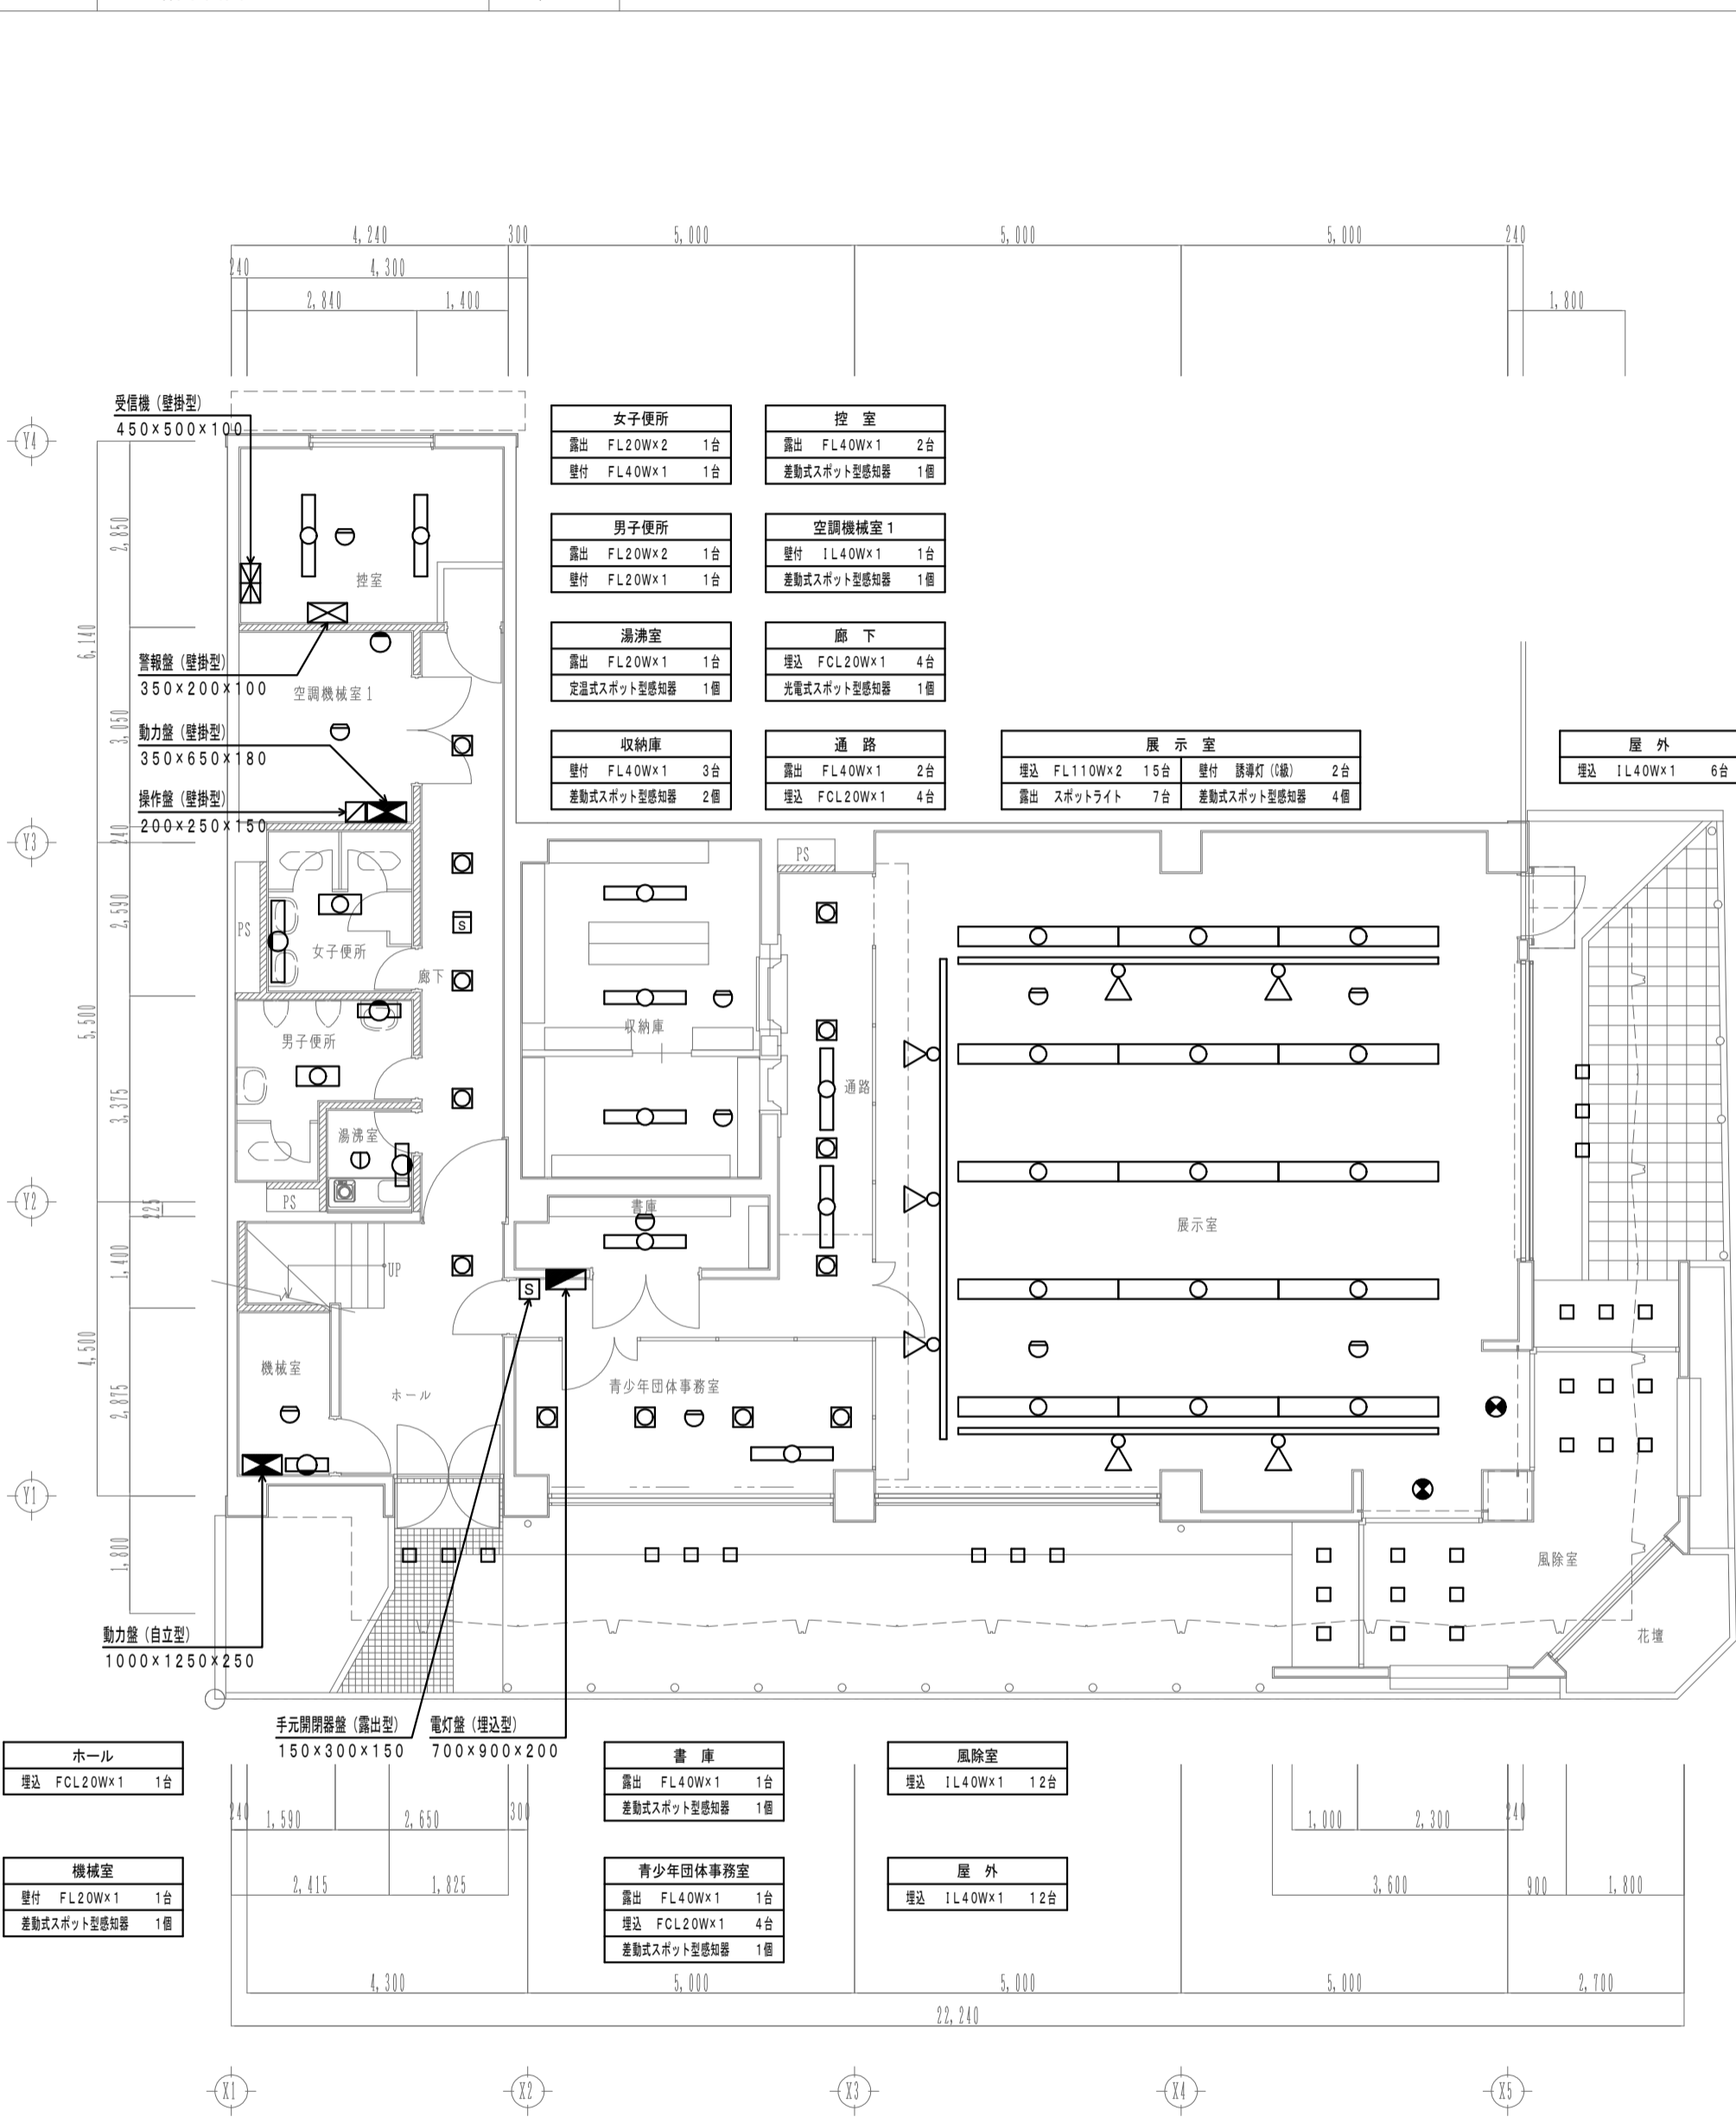 4,240 300 5,000 5,000 5,000 240
240 4,300
2,840 1,400 1,800
受信機（壁掛型）
450×500×100
Y4
女子便所
露出 FL20W×2 1台
壁付 FL40W×1 1台
控 室
露出 FL40W×1 2台
差動式スポット型感知器 1個
男子便所
露出 FL20W×2 1台
壁付 FL20W×1 1台
空調機械室1
壁付 IL40W×1 1台
差動式スポット型感知器 1個
湯沸室
露出 FL20W×1 1台
定温式スポット型感知器 1個
廊 下
埋込 FCL20W×1 4台
光電式スポット型感知器 1個
収納庫
壁付 FL40W×1 3台
差動式スポット型感知器 2個
通 路
露出 FL40W×1 2台
埋込 FCL20W×1 4台
展 示 室
埋込 FL110W×2 15台 壁付 誘導灯（C級） 2台
露出 スポットライト 7台 差動式スポット型感知器 4個
屋 外
埋込 IL40W×1 6台
控室
2,850
6,140
警報盤（壁掛型）
350×200×100
空調機械室1
3,050
動力盤（壁掛型）
350×650×180
操作盤（壁掛型）
200×250×150
240
Y3
PS
2,590
PS
S
女子便所
廊下
収納庫
5,500
男子便所
3,375
通路
湯沸室
PS
Y2
225
書庫
展示室
1,400
UP
S
4,500
機械室
2,875
ホール
青少年団体事務室
Y1
1,800
風除室
花壇
動力盤（自立型）
1000×1250×250
手元開閉器盤（露出型）
150×300×150
電灯盤（埋込型）
700×900×200
ホール
埋込 FCL20W×1 1台
書 庫
露出 FL40W×1 1台
差動式スポット型感知器 1個
風除室
埋込 IL40W×1 12台
240 1,590 2,650 300 1,000 2,300 240
機械室
壁付 FL20W×1 1台
差動式スポット型感知器 1個
青少年団体事務室
露出 FL40W×1 1台
埋込 FCL20W×1 4台
差動式スポット型感知器 1個
屋 外
埋込 IL40W×1 12台
2,415 1,825 3,600 900 1,800
4,300 5,000 5,000 5,000 2,700
22,240
X1 X2 X3 X4 X5